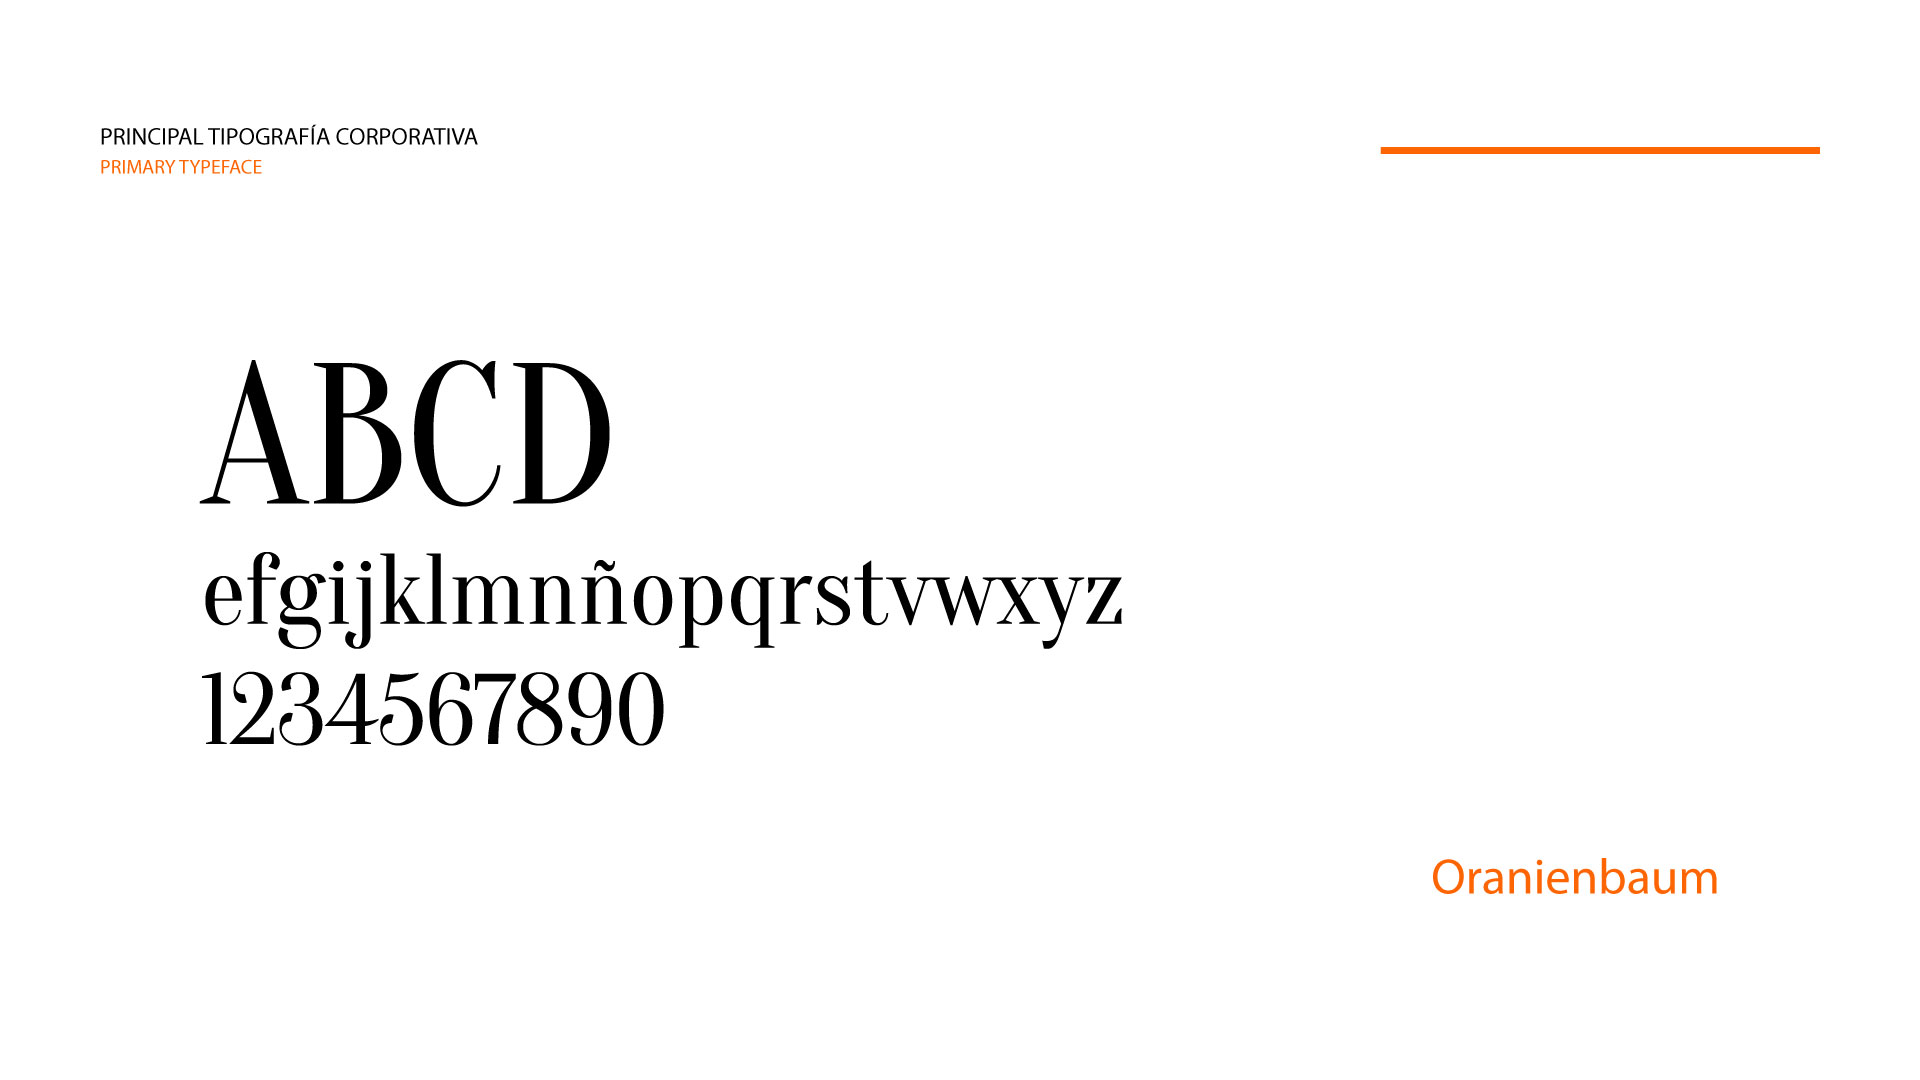 PRINCIPAL TIPOGRAFÍA CORPORATIVA
PRIMARY TYPEFACE
ABCD
efgijklmnñopqrstvwxyz
1234567890
Oranienbaum